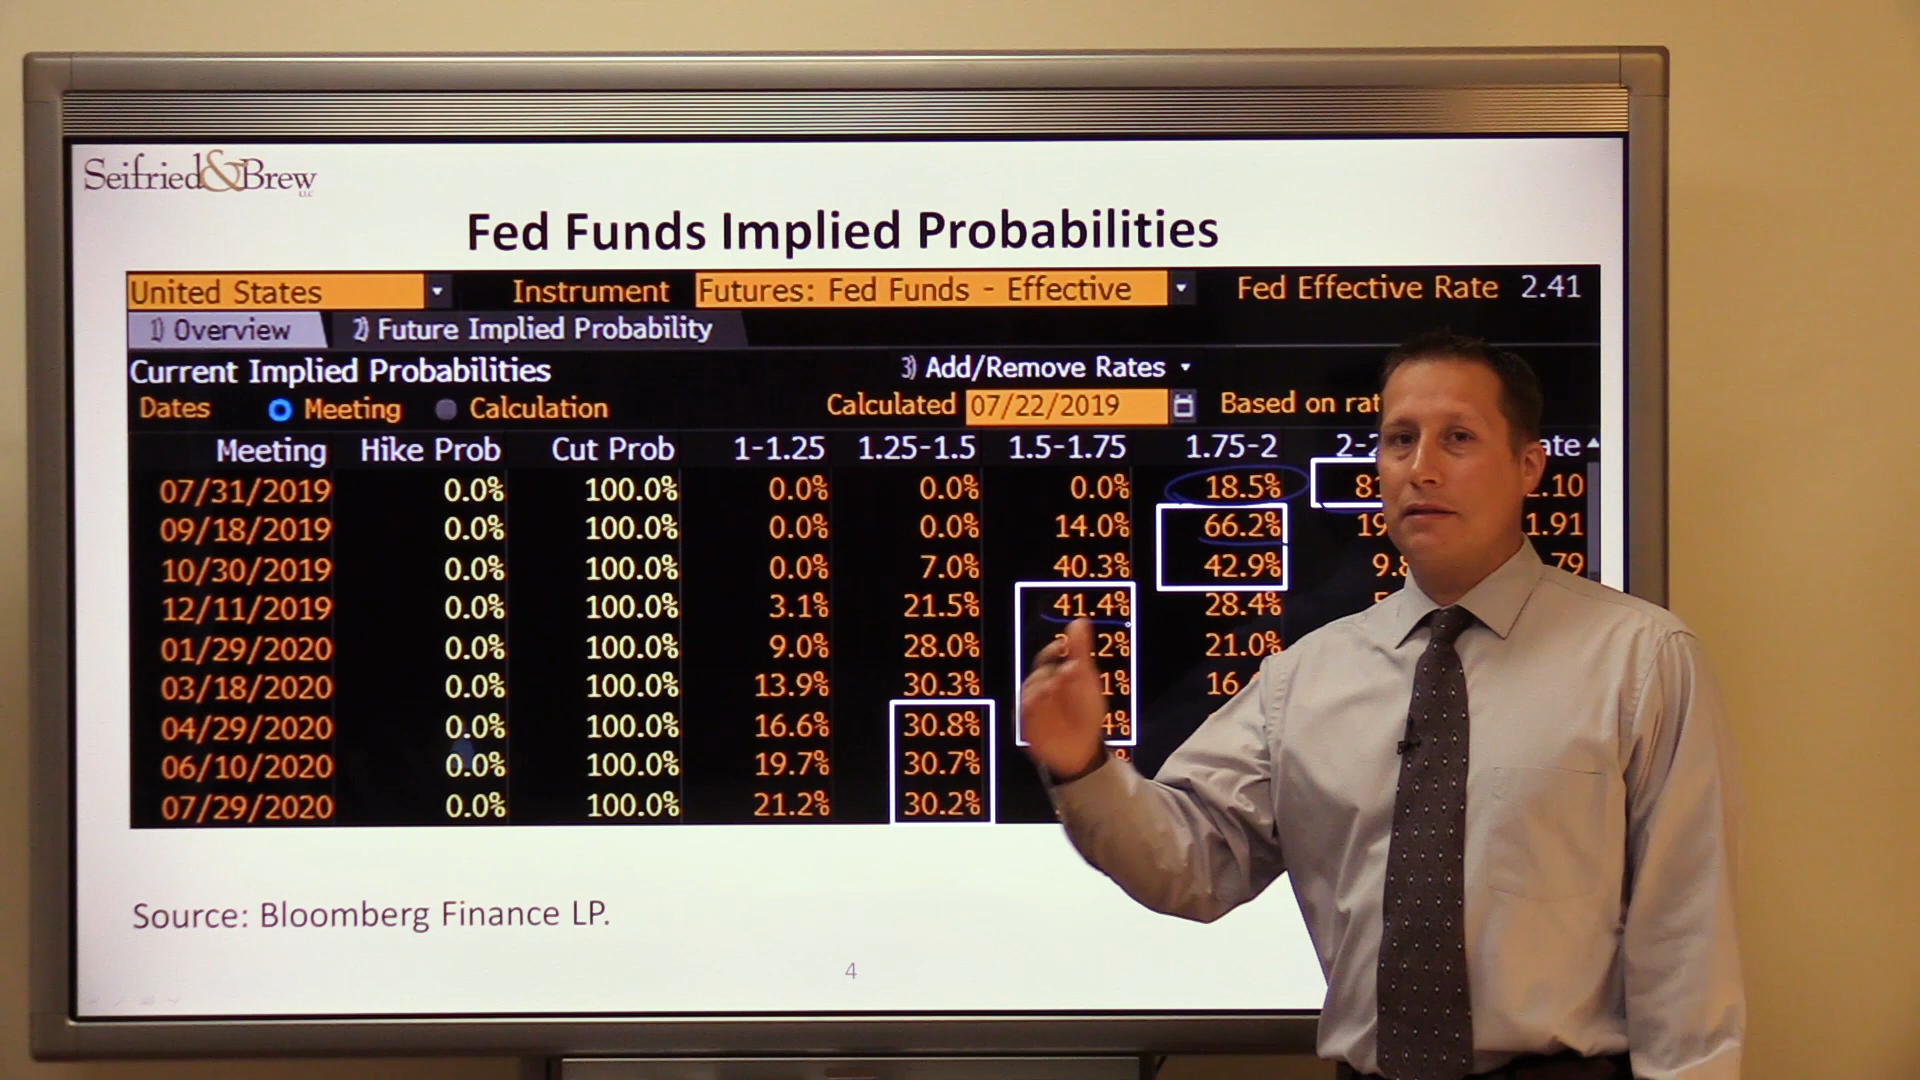 Seifried&Brew
LLC
Fed Funds Implied Probabilities
United States Instrument Futures: Fed Funds - Effective Fed Effective Rate 2.41
1) Overview 2) Future Implied Probability
Current Implied Probabilities 3) Add/Remove Rates
Dates Meeting Calculation Calculated 07/22/2019 Based on
Meeting Hike Prob Cut Prob 1-1.25 1.25-1.5 1.5-1.75 1.75-2
07/31/2019 0.0% 100.0% 0.0% 0.0% 0.0% 18.5%
09/18/2019 0.0% 100.0% 0.0% 0.0% 14.0% 66.2% 1.91
10/30/2019 0.0% 100.0% 0.0% 7.0% 40.3% 42.9%
12/11/2019 0.0% 100.0% 3.1% 21.5% 41.4% 28.4%
01/29/2020 0.0% 100.0% 9.0% 28.0% 21.0%
03/18/2020 0.0% 100.0% 13.9% 30.3%
04/29/2020 0.0% 100.0% 16.6% 30.8%
06/10/2020 0.0% 100.0% 19.7% 30.7%
07/29/2020 0.0% 100.0% 21.2% 30.2%
Source: Bloomberg Finance LP.
4